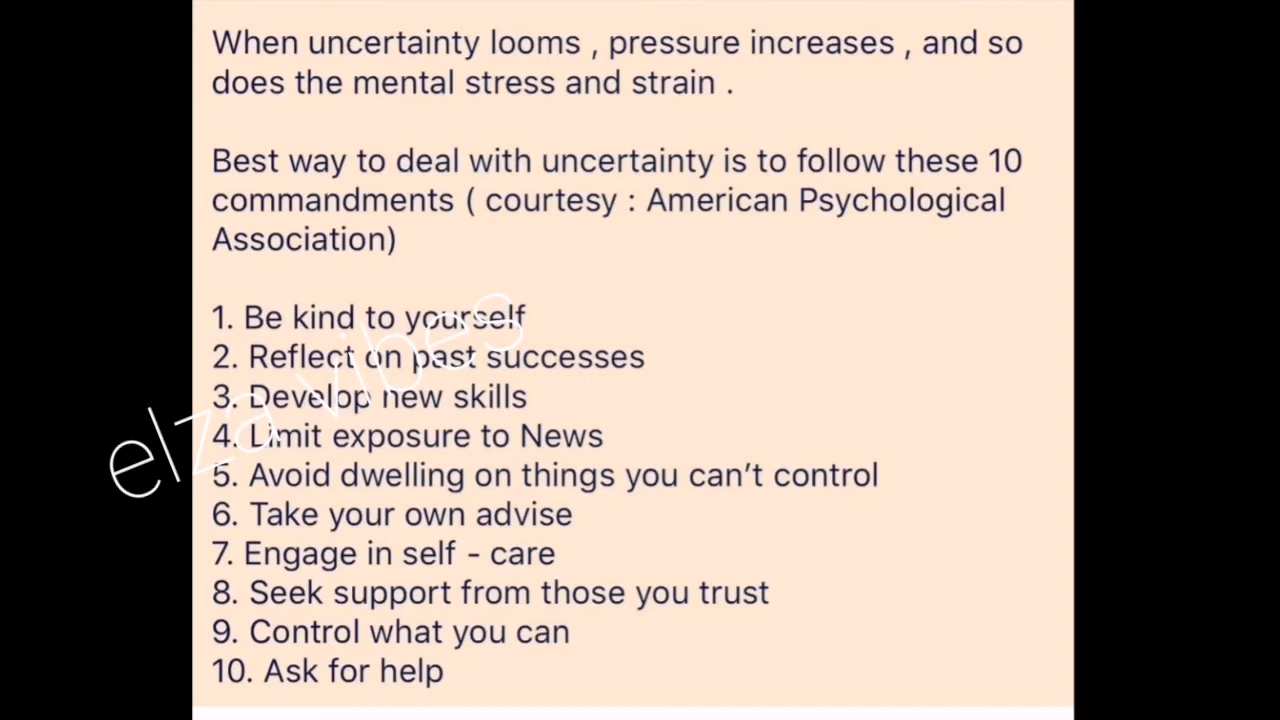 When uncertainty looms , pressure increases , and so
does the mental stress and strain .
Best way to deal with uncertainty is to follow these 10
commandments ( courtesy : American Psychological
Association)
1. Be kind to yourself
2. Reflect on past successes
3. Develop new skills
4. Limit exposure to News
5. Avoid dwelling on things you can’t control
6. Take your own advise
7. Engage in self - care
8. Seek support from those you trust
9. Control what you can
10. Ask for help
elza vibes